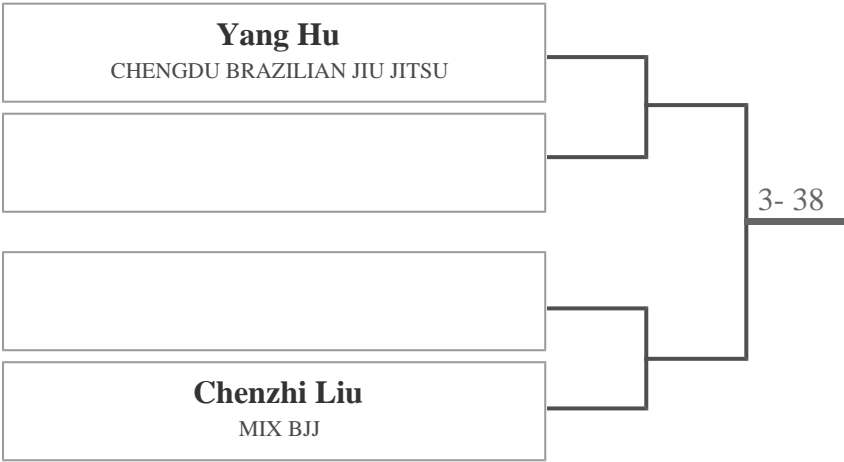 Yang Hu
CHENGDU BRAZILIAN JIU JITSU
3- 38
Chenzhi Liu
MIX BJJ